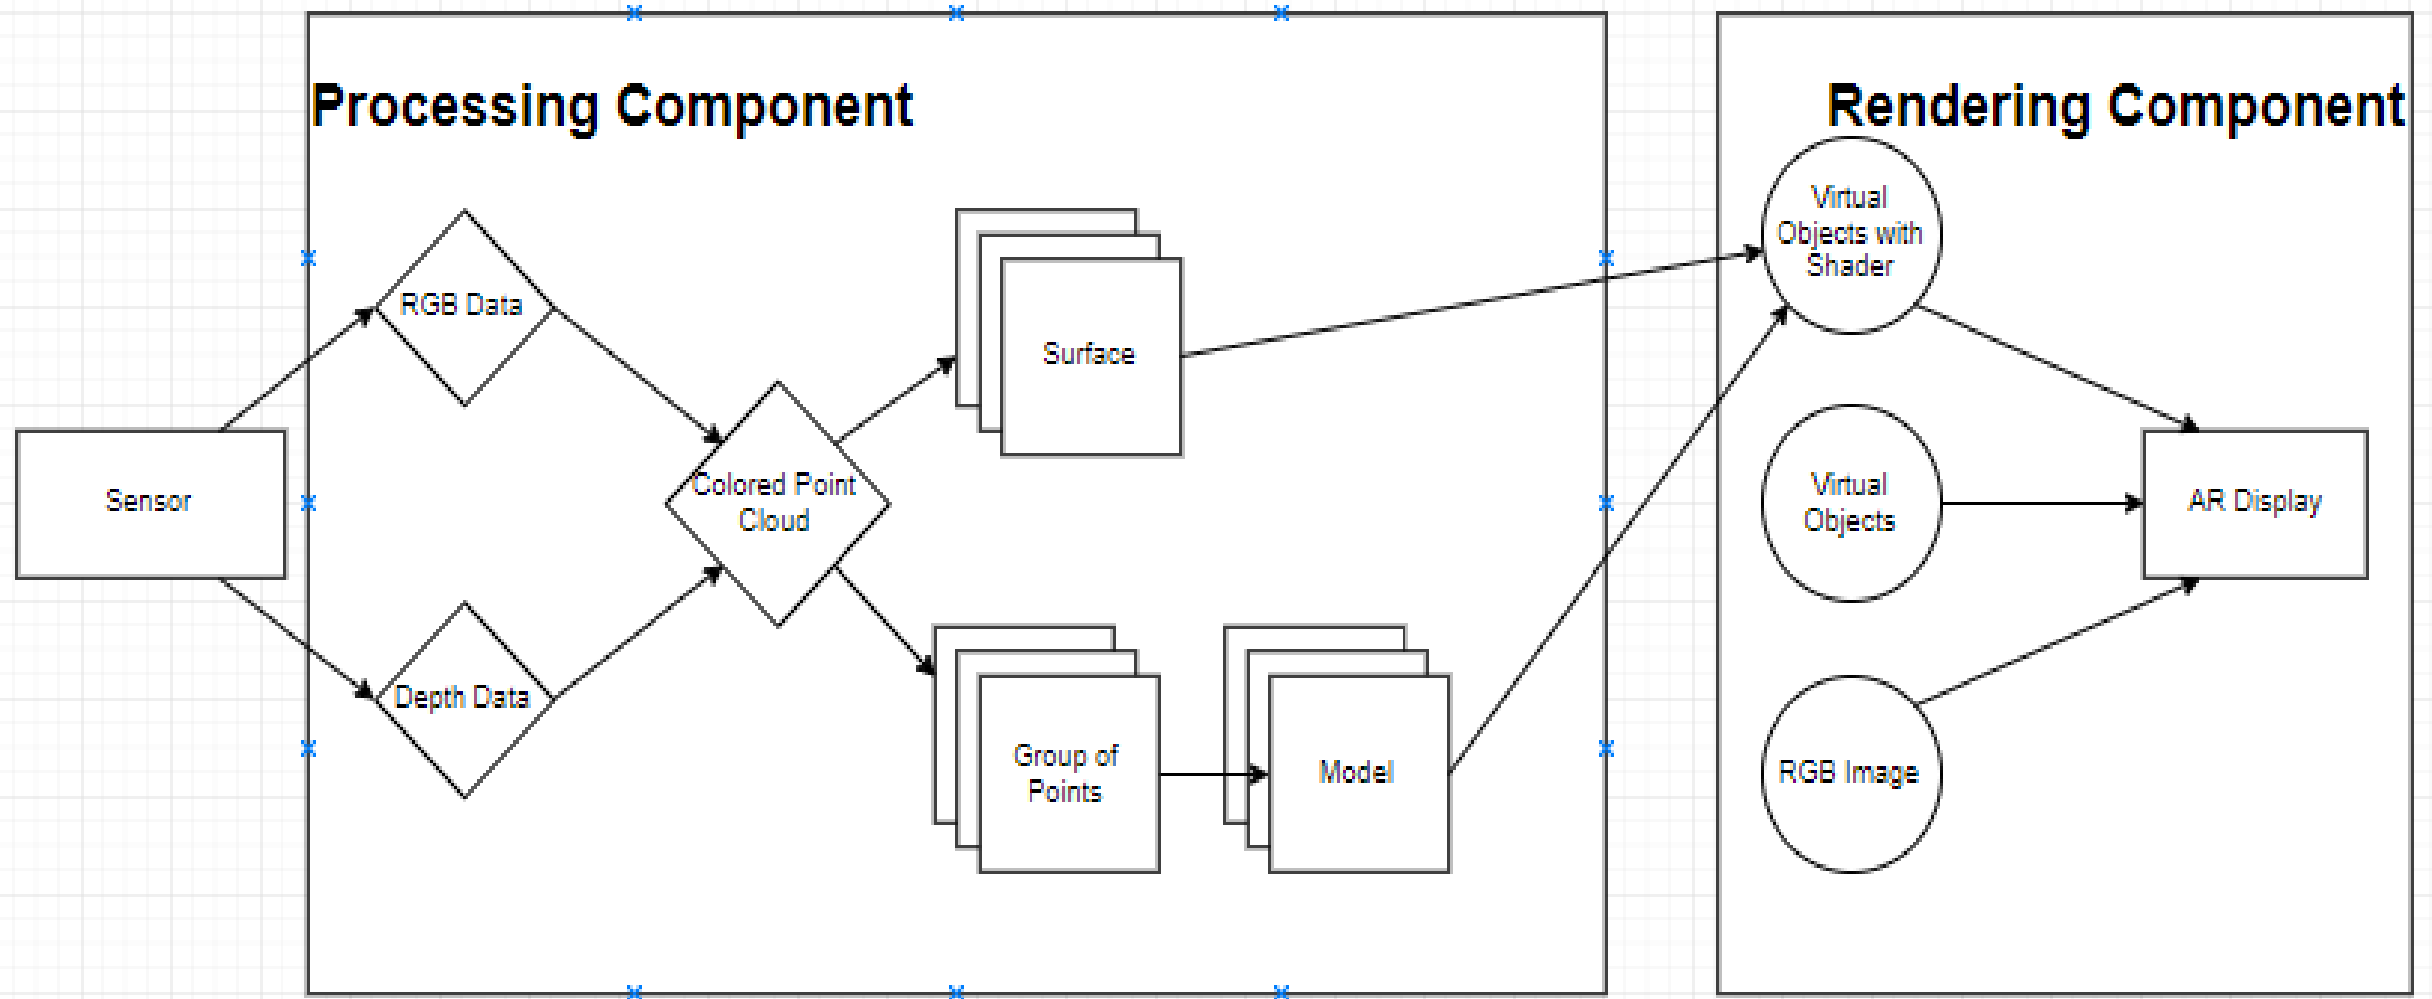 Processing Component
Rendering Component
Sensor
RGB Data
Depth Data
Colored Point
Cloud
Surface
Group of
Points
Model
Virtual
Objects with
Shader
Virtual
Objects
RGB Image
AR Display